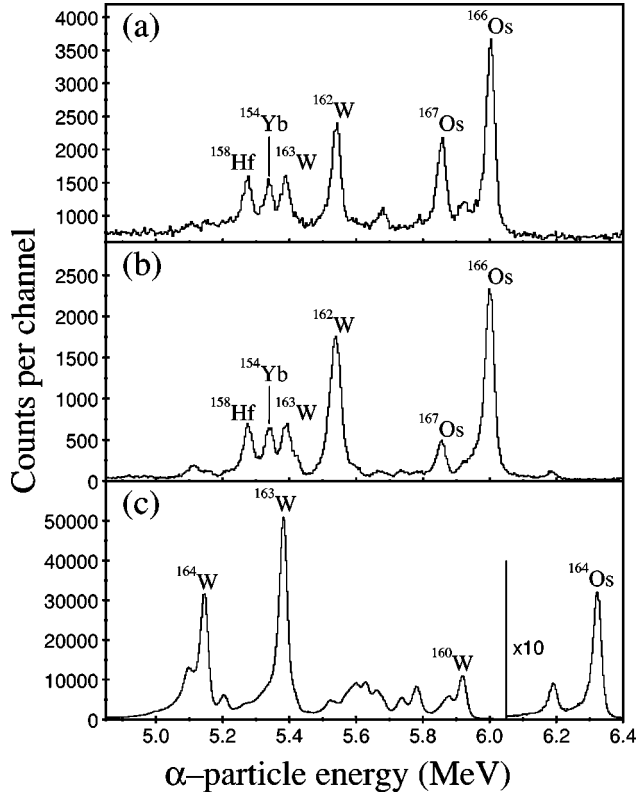 (a)
4000
3500
3000
2500
2000
1500
1000
¹⁵⁸Hf
¹⁵⁴Yb
¹⁶³W
¹⁶²W
¹⁶⁷Os
¹⁶⁶Os
(b)
2500
2000
1500
1000
500
0
¹⁵⁸Hf
¹⁵⁴Yb
¹⁶³W
¹⁶²W
¹⁶⁷Os
¹⁶⁶Os
(c)
50000
40000
30000
20000
10000
0
¹⁶⁴W
¹⁶³W
¹⁶⁰W
x10
¹⁶⁴Os
5.0 5.2 5.4 5.6 5.8 6.0 6.2 6.4
Counts per channel
α–particle energy (MeV)